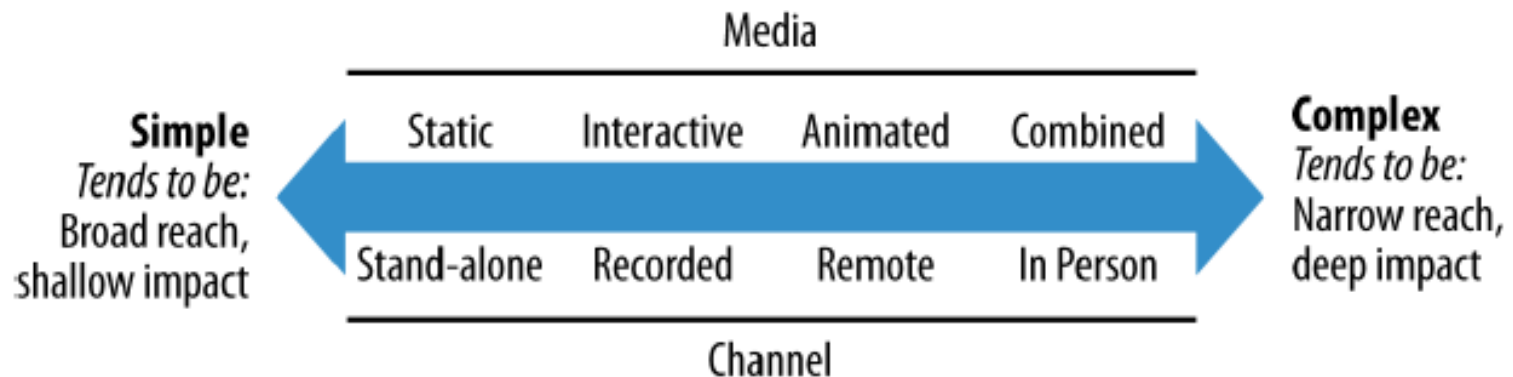 Media
Simple
Tends to be:
Broad reach,
shallow impact
Static Interactive Animated Combined
Stand-alone Recorded Remote In Person
Complex
Tends to be:
Narrow reach,
deep impact
Channel